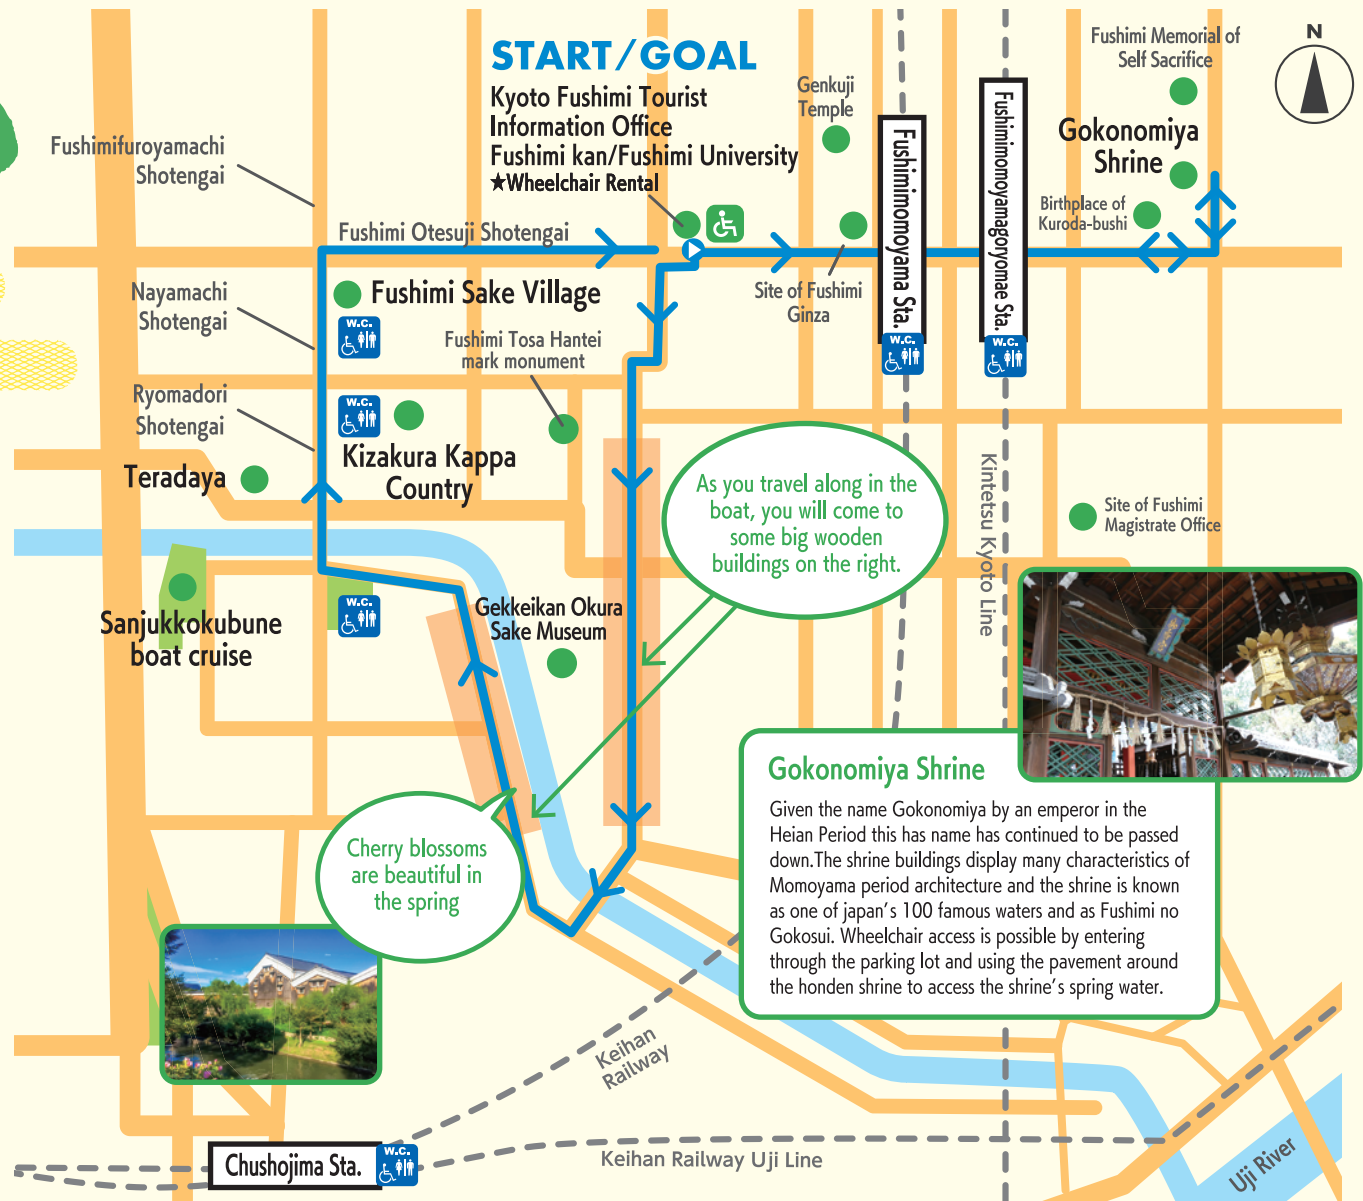 START/GOAL
Kyoto Fushimi Tourist
Information Office
Fushimi kan/Fushimi University
★Wheelchair Rental
Genkuji
Temple
Fushimi Memorial of
Self Sacrifice
N
Gokonomiya
Shrine
Birthplace of
Kuroda-bushi
Fushimimomoyama Sta.
Fushimimomoyamagoryomae Sta.
Fushimifuroyamachi
Shotengai
Fushimi Otesuji Shotengai
Site of Fushimi
Ginza
Nayamachi
Shotengai
Fushimi Sake Village
W.C.
Fushimi Tosa Hantei
mark monument
W.C.
W.C.
Ryomadori
Shotengai
W.C.
Teradaya
Kizakura Kappa
Country
As you travel along in the
boat, you will come to
some big wooden
buildings on the right.
Kintetsu Kyoto Line
Site of Fushimi
Magistrate Office
Sanjukkokubune
boat cruise
W.C.
Gekkeikan Okura
Sake Museum
Gokonomiya Shrine
Given the name Gokonomiya by an emperor in the
Heian Period this has name has continued to be passed
down.The shrine buildings display many characteristics of
Momoyama period architecture and the shrine is known
as one of japan's 100 famous waters and as Fushimi no
Gokosui. Wheelchair access is possible by entering
through the parking lot and using the pavement around
the honden shrine to access the shrine's spring water.
Cherry blossoms
are beautiful in
the spring
Keihan
Railway
Chushojima Sta.
W.C.
Keihan Railway Uji Line
Uji River